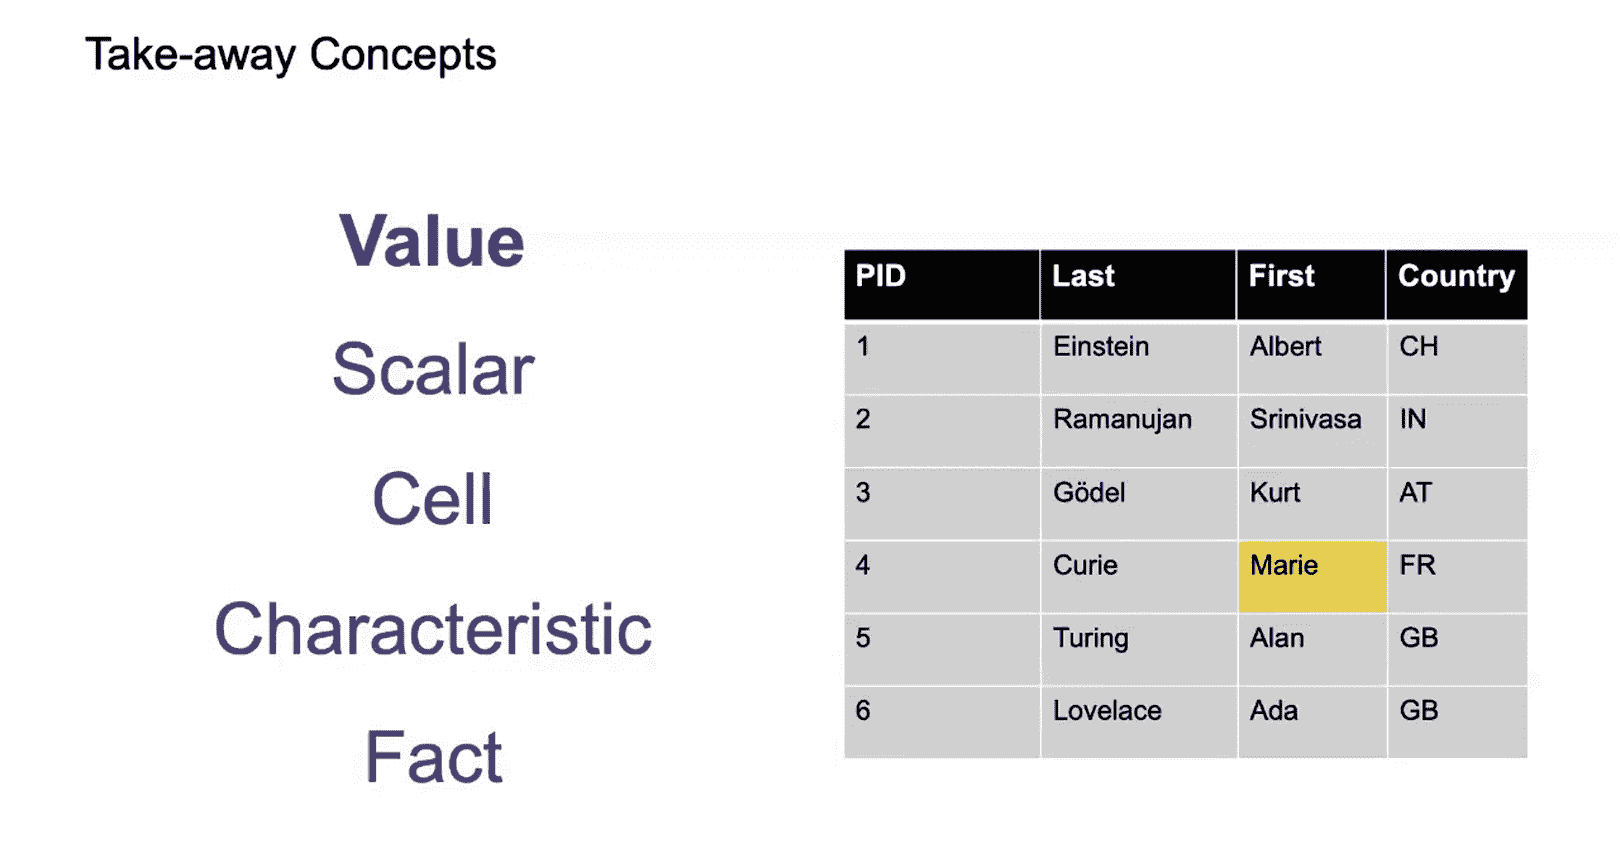 Take-away Concepts
Value
Scalar
Cell
Characteristic
Fact
PID Last First Country
1 Einstein Albert CH
2 Ramanujan Srinivasa IN
3 Gödel Kurt AT
4 Curie Marie FR
5 Turing Alan GB
6 Lovelace Ada GB